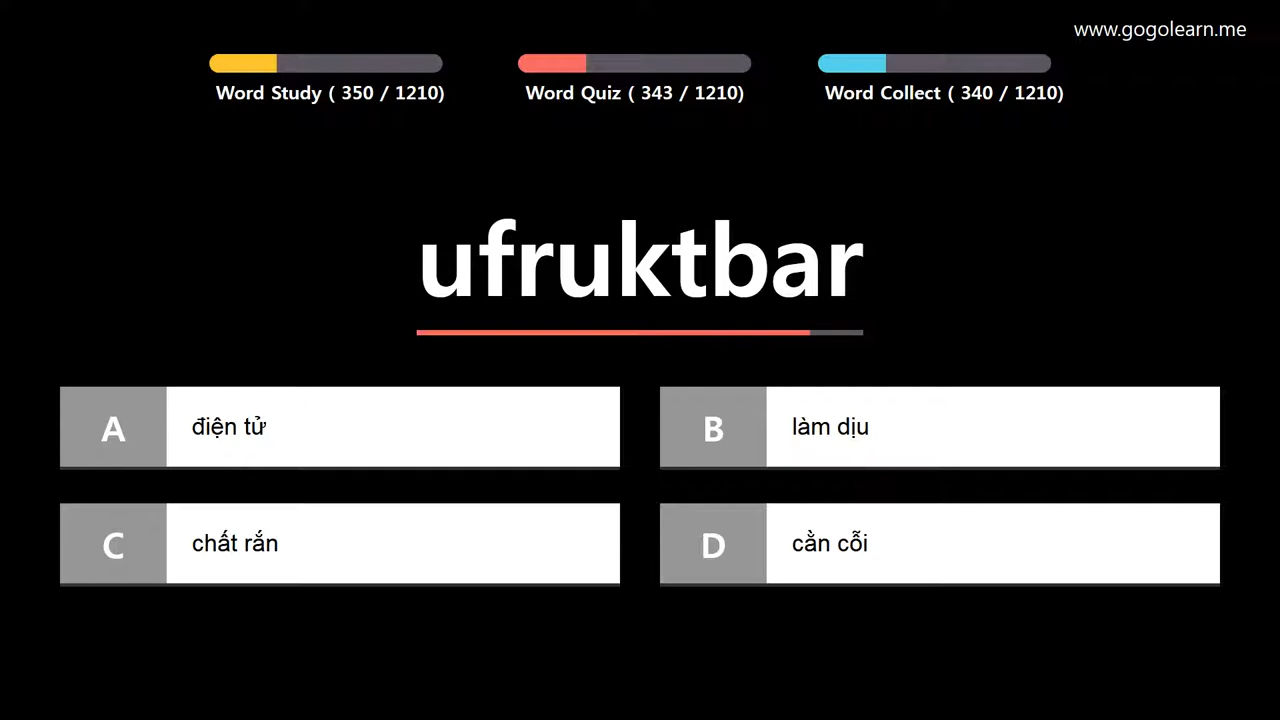 www.gogolearn.me
Word Study ( 350 / 1210)
Word Quiz ( 343 / 1210)
Word Collect ( 340 / 1210)
ufruktbar
A điện tử
B làm dịu
C chất rắn
D cằn cỗi